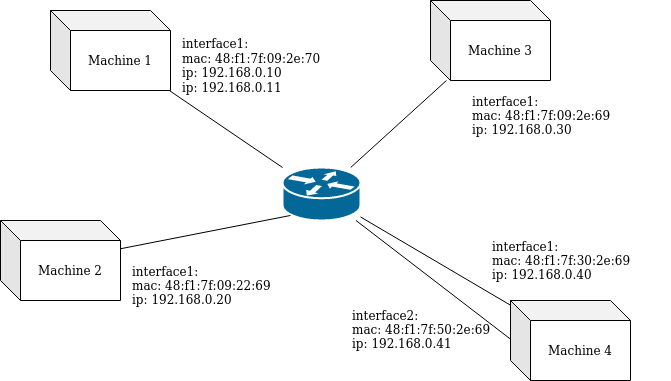 Machine 1
interface1:
mac: 48:f1:7f:09:2e:70
ip: 192.168.0.10
ip: 192.168.0.11
Machine 3
interface1:
mac: 48:f1:7f:09:2e:69
ip: 192.168.0.30
Machine 2
interface1:
mac: 48:f1:7f:09:22:69
ip: 192.168.0.20
interface1:
mac: 48:f1:7f:30:2e:69
ip: 192.168.0.40
interface2:
mac: 48:f1:7f:50:2e:69
ip: 192.168.0.41
Machine 4